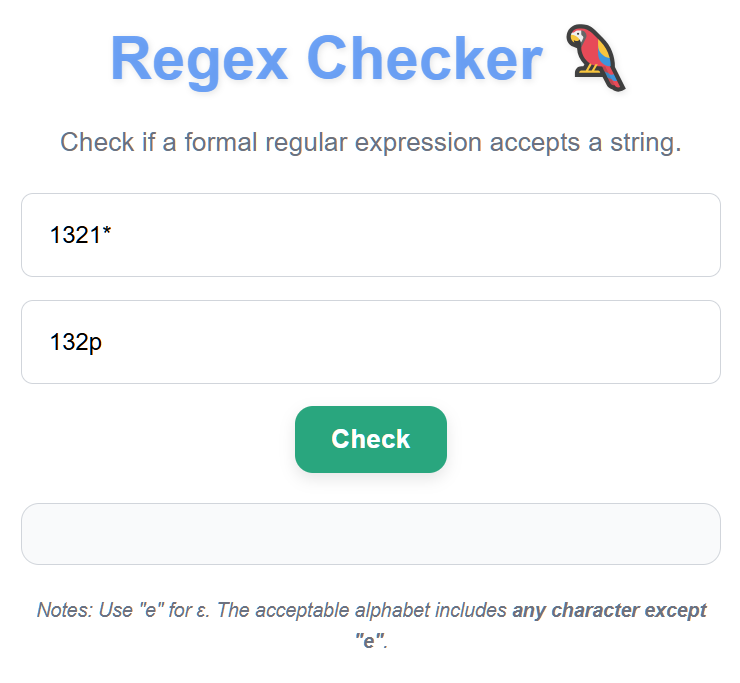 Regex Checker 🦜
Check if a formal regular expression accepts a string.
1321*
132p
Check
Notes: Use "e" for ε. The acceptable alphabet includes any character except
"e".